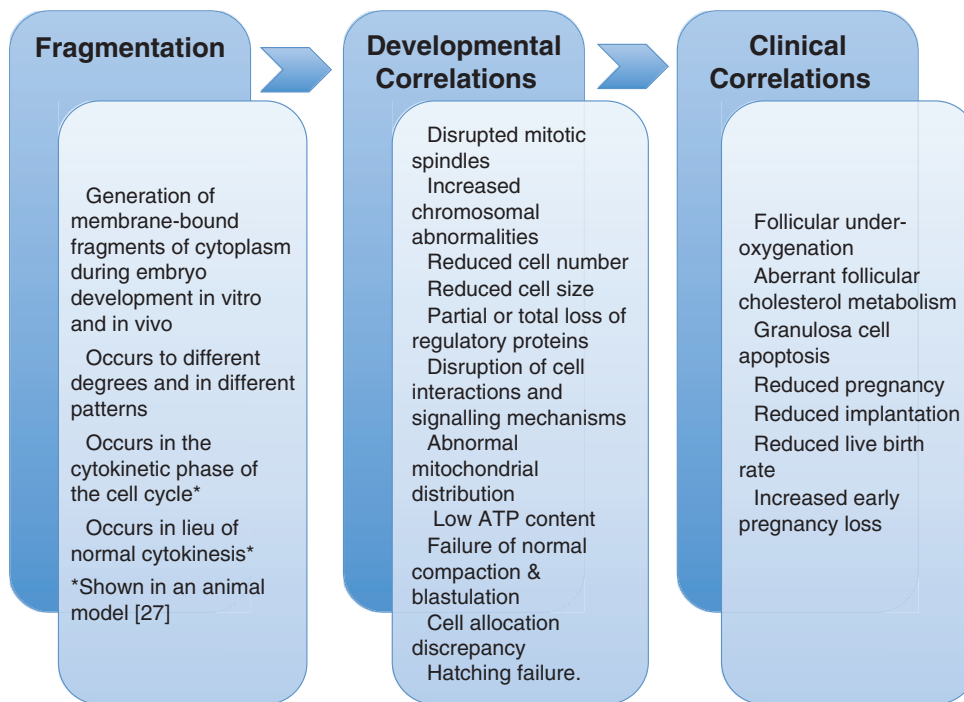 Fragmentation
Generation of
membrane-bound
fragments of cytoplasm
during embryo
development in vitro
and in vivo
Occurs to different
degrees and in different
patterns
Occurs in the
cytokinetic phase of
the cell cycle*
Occurs in lieu of
normal cytokinesis*
*Shown in an animal
model [27]
Developmental
Correlations
Disrupted mitotic
spindles
Increased
chromosomal
abnormalities
Reduced cell number
Reduced cell size
Partial or total loss of
regulatory proteins
Disruption of cell
interactions and
signalling mechanisms
Abnormal
mitochondrial
distribution
Low ATP content
Failure of normal
compaction &
blastulation
Cell allocation
discrepancy
Hatching failure.
Clinical
Correlations
Follicular under-
oxygenation
Aberrant follicular
cholesterol metabolism
Granulosa cell
apoptosis
Reduced pregnancy
Reduced implantation
Reduced live birth
rate
Increased early
pregnancy loss